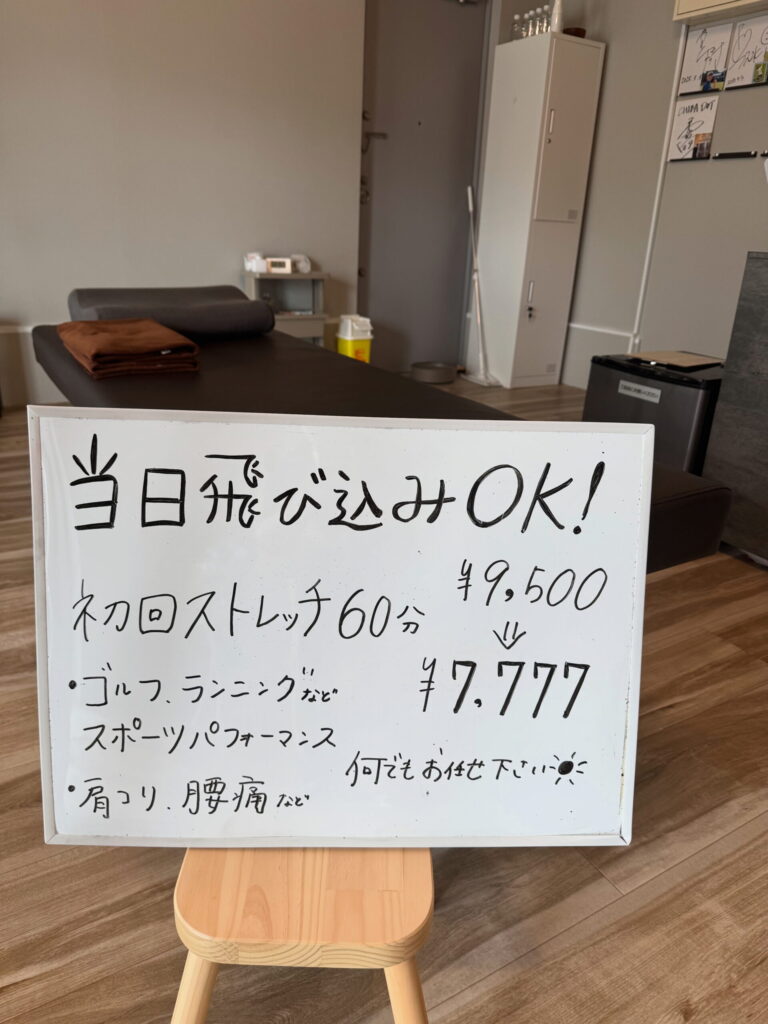 当日飛び込みOK!
初回ストレッチ60分
¥9,500
⇓
¥7,777
・ゴルフ、ランニングなど
スポーツパフォーマンス
・肩コリ、腰痛など
何でもお任せ下さい